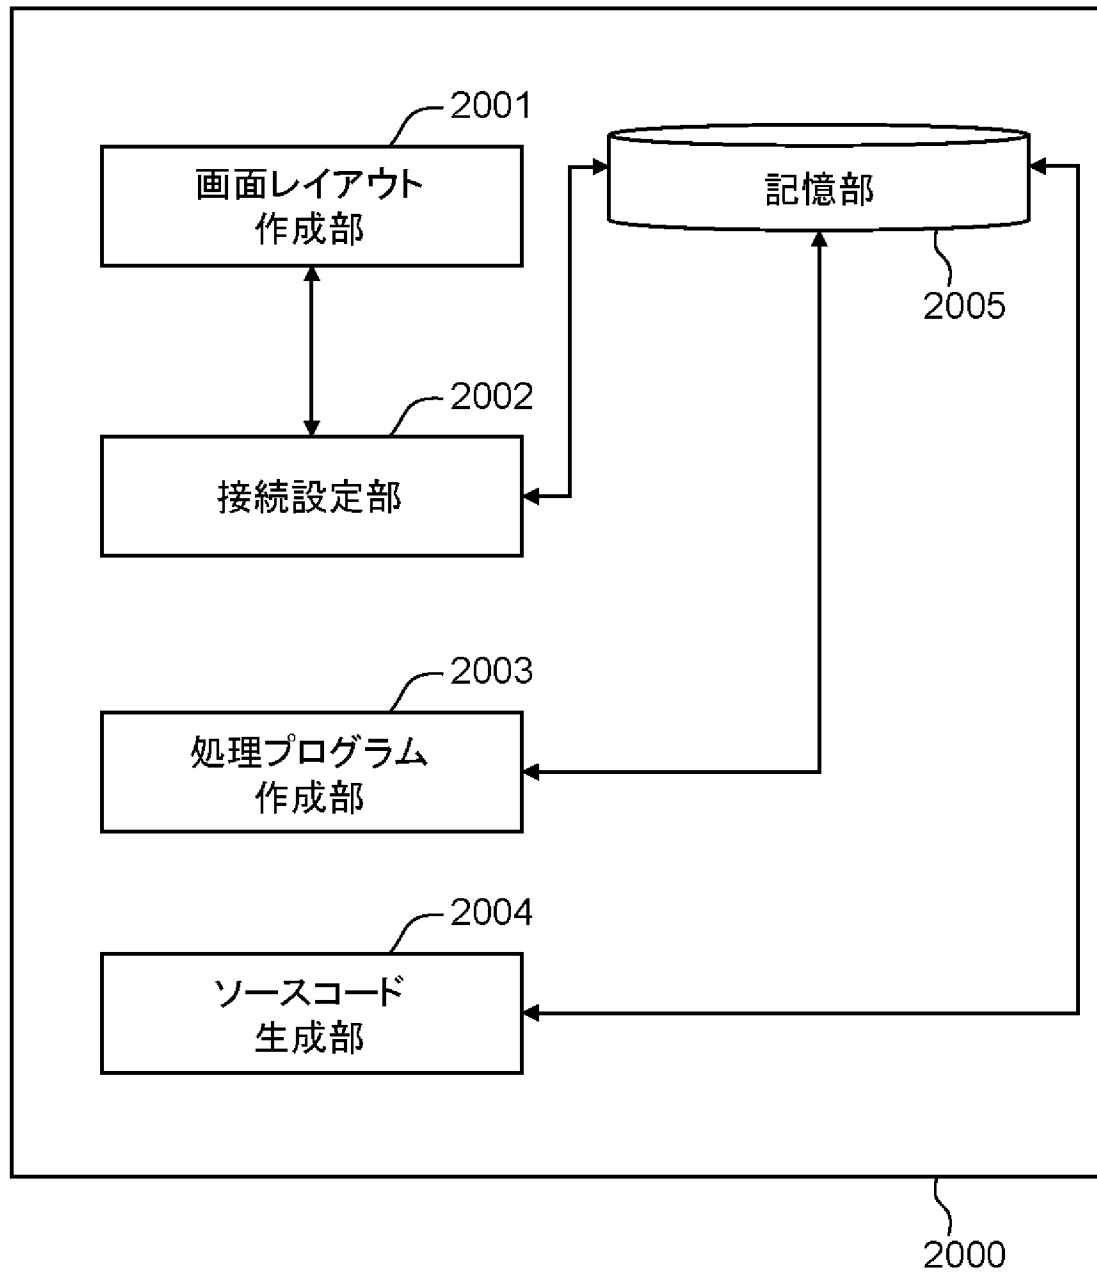 2001
画面レイアウト
作成部
記憶部
2005
2002
接続設定部
2003
処理プログラム
作成部
2004
ソースコード
生成部
2000